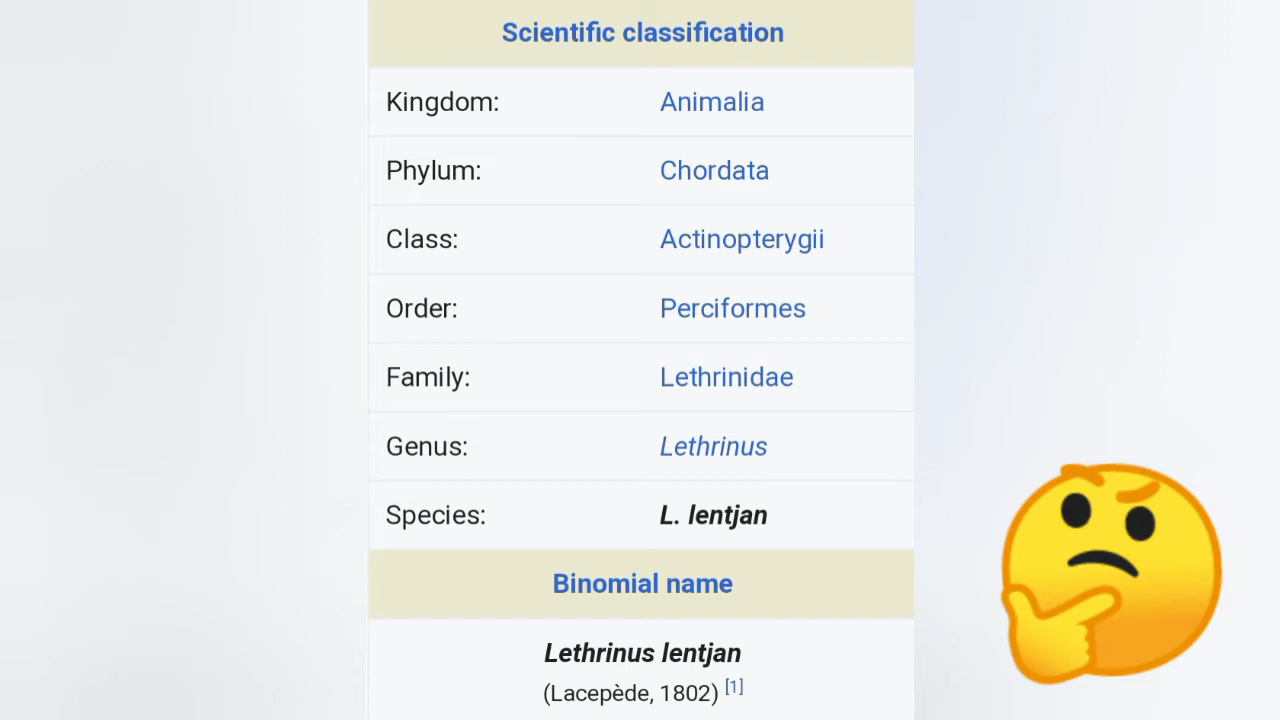 Scientific classification
Kingdom: Animalia
Phylum: Chordata
Class: Actinopterygii
Order: Perciformes
Family: Lethrinidae
Genus: Lethrinus
Species: L. lentjan
Binomial name
Lethrinus lentjan
(Lacepède, 1802) [1]